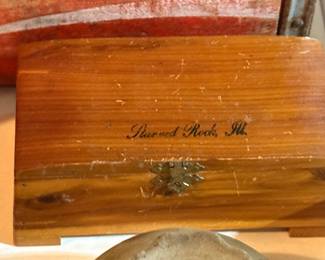 Starved Rock, Ill.